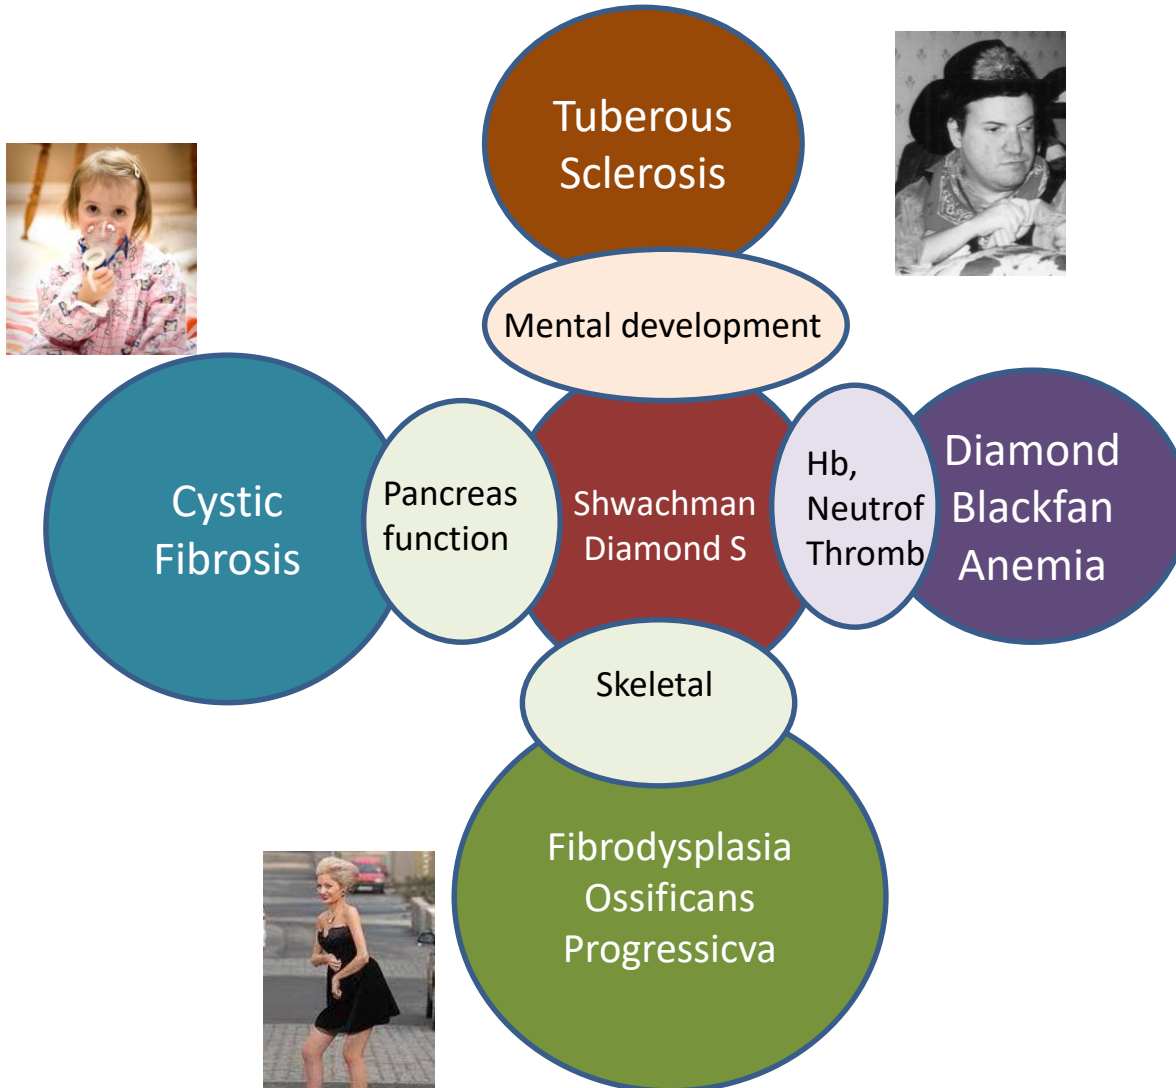 Tuberous
Sclerosis
Mental development
Cystic
Fibrosis
Pancreas
function
Shwachman
Diamond S
Hb,
Neutrof
Thromb
Diamond
Blackfan
Anemia
Skeletal
Fibrodysplasia
Ossificans
Progressicva